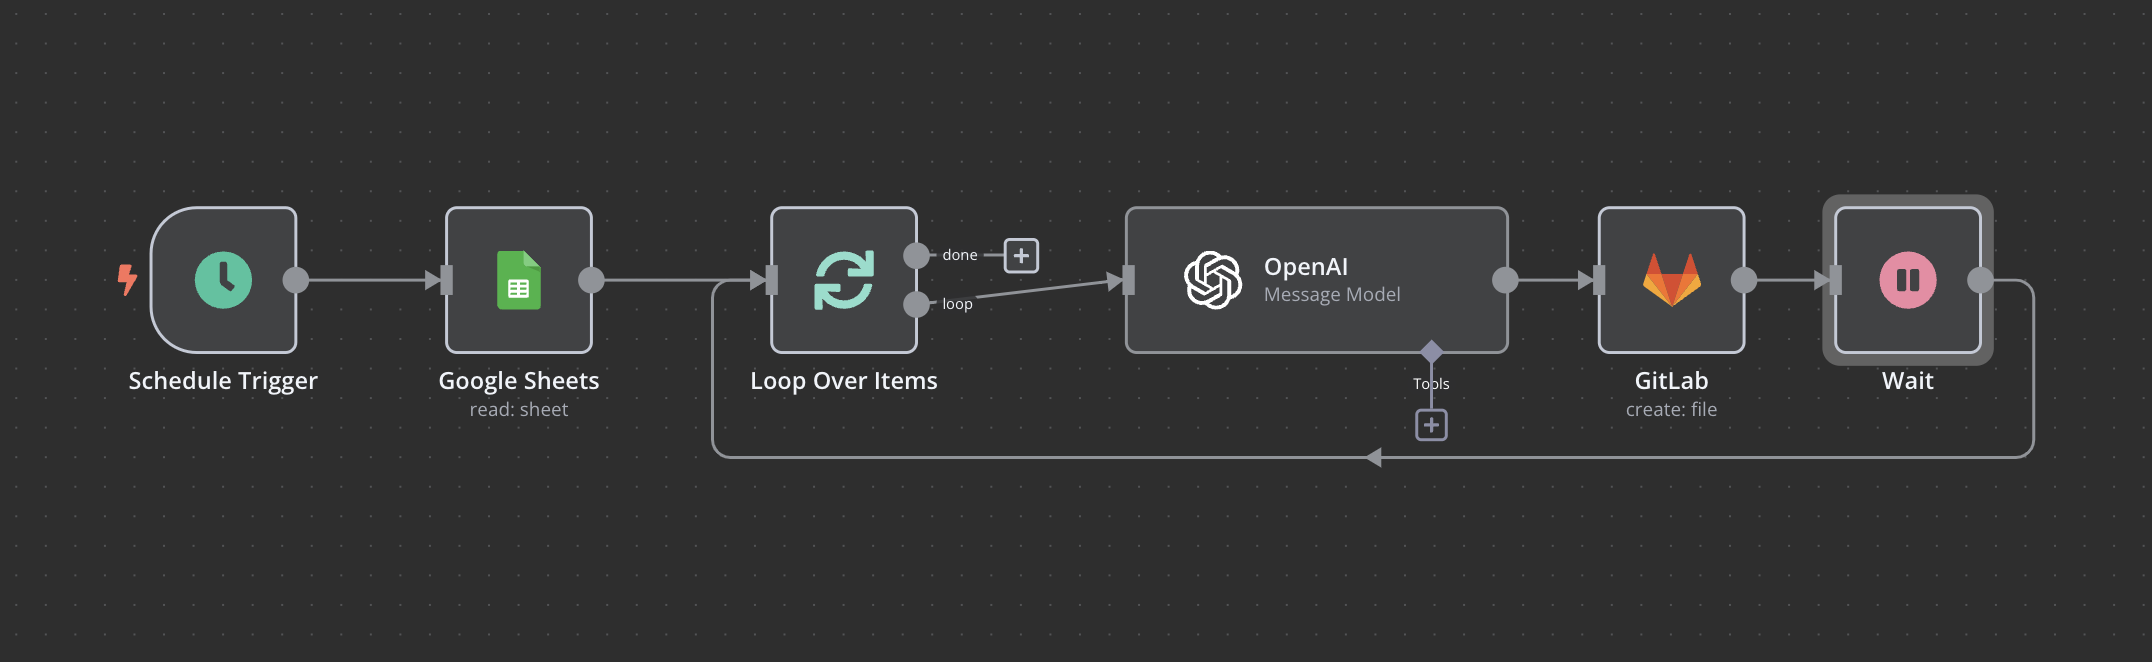 Schedule Trigger
Google Sheets
read: sheet
Loop Over Items
done
loop
OpenAI
Message Model
Tools
GitLab
create: file
Wait